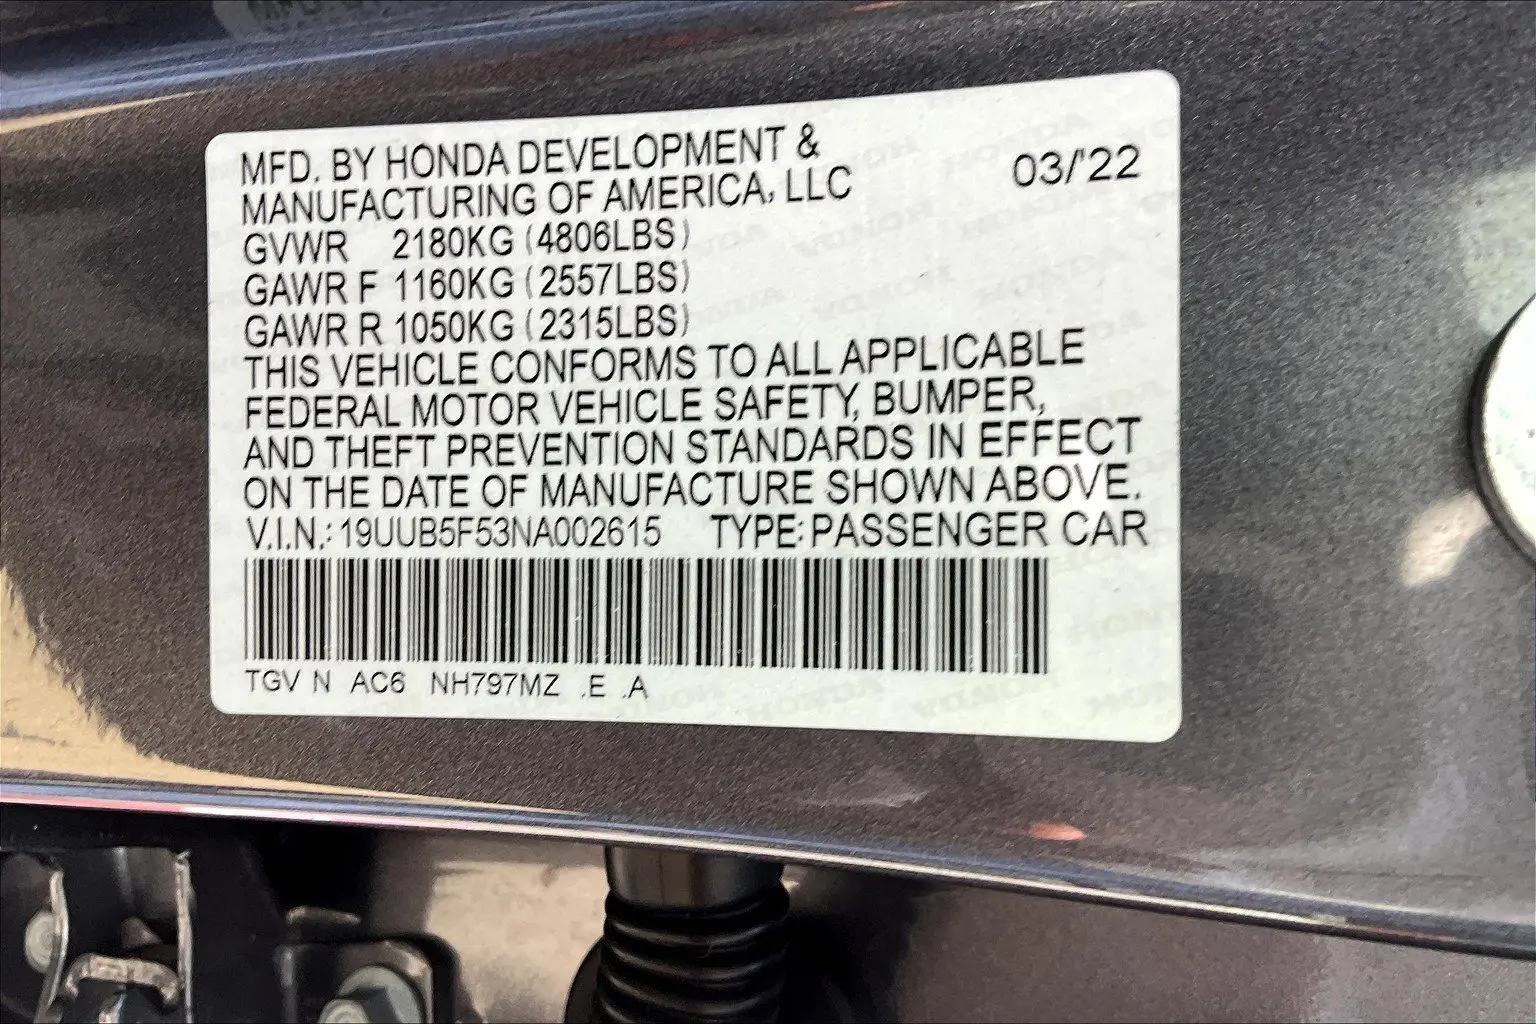 MFD. BY HONDA DEVELOPMENT &
MANUFACTURING OF AMERICA, LLC
03/'22
GVWR 2180KG (4806LBS)
GAWR F 1160KG (2557LBS)
GAWR R 1050KG (2315LBS)
THIS VEHICLE CONFORMS TO ALL APPLICABLE
FEDERAL MOTOR VEHICLE SAFETY, BUMPER,
AND THEFT PREVENTION STANDARDS IN EFFECT
ON THE DATE OF MANUFACTURE SHOWN ABOVE.
V.I.N.: 19UUB5F53NA002615 TYPE: PASSENGER CAR
TGV N AC6 NH797MZ .E .A